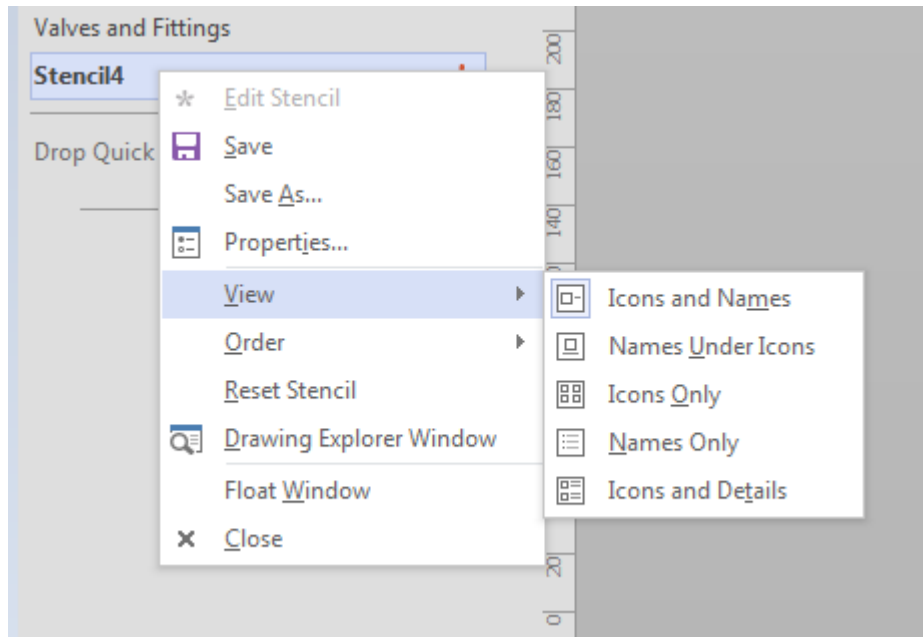 Valves and Fittings
Stencil4
Edit Stencil
Save
Drop Quick
Save As...
Properties...
View
Order
Reset Stencil
Drawing Explorer Window
Float Window
Close
Icons and Names
Names Under Icons
Icons Only
Names Only
Icons and Details
200
180
160
140
20
0